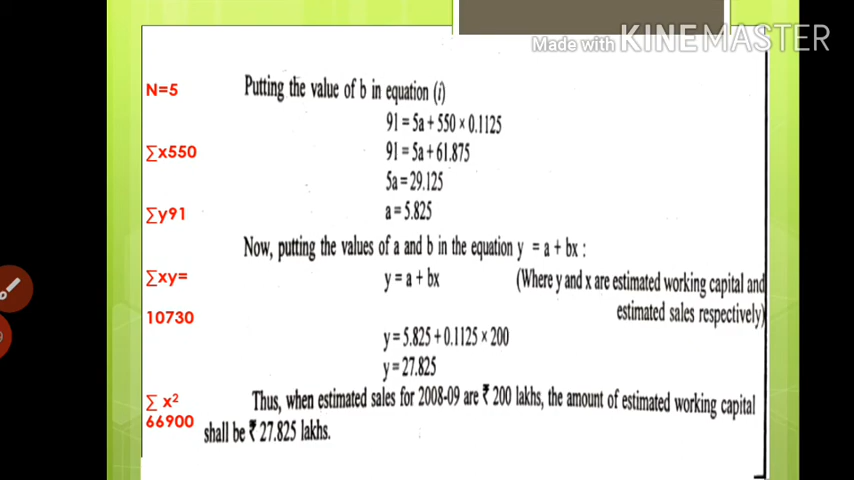 Made with KINEMASTER
N=5
Putting the value of b in equation (i)
91 = 5a + 550 × 0.1125
∑x550
91 = 5a + 61.875
5a = 29.125
∑y91
a = 5.825
Now, putting the values of a and b in the equation y = a + bx :
∑xy=
y = a + bx (Where y and x are estimated working capital and
10730
estimated sales respectively)
y = 5.825 + 0.1125 × 200
y = 27.825
∑ x²
Thus, when estimated sales for 2008-09 are ₹ 200 lakhs, the amount of estimated working capital
66900
shall be ₹ 27.825 lakhs.